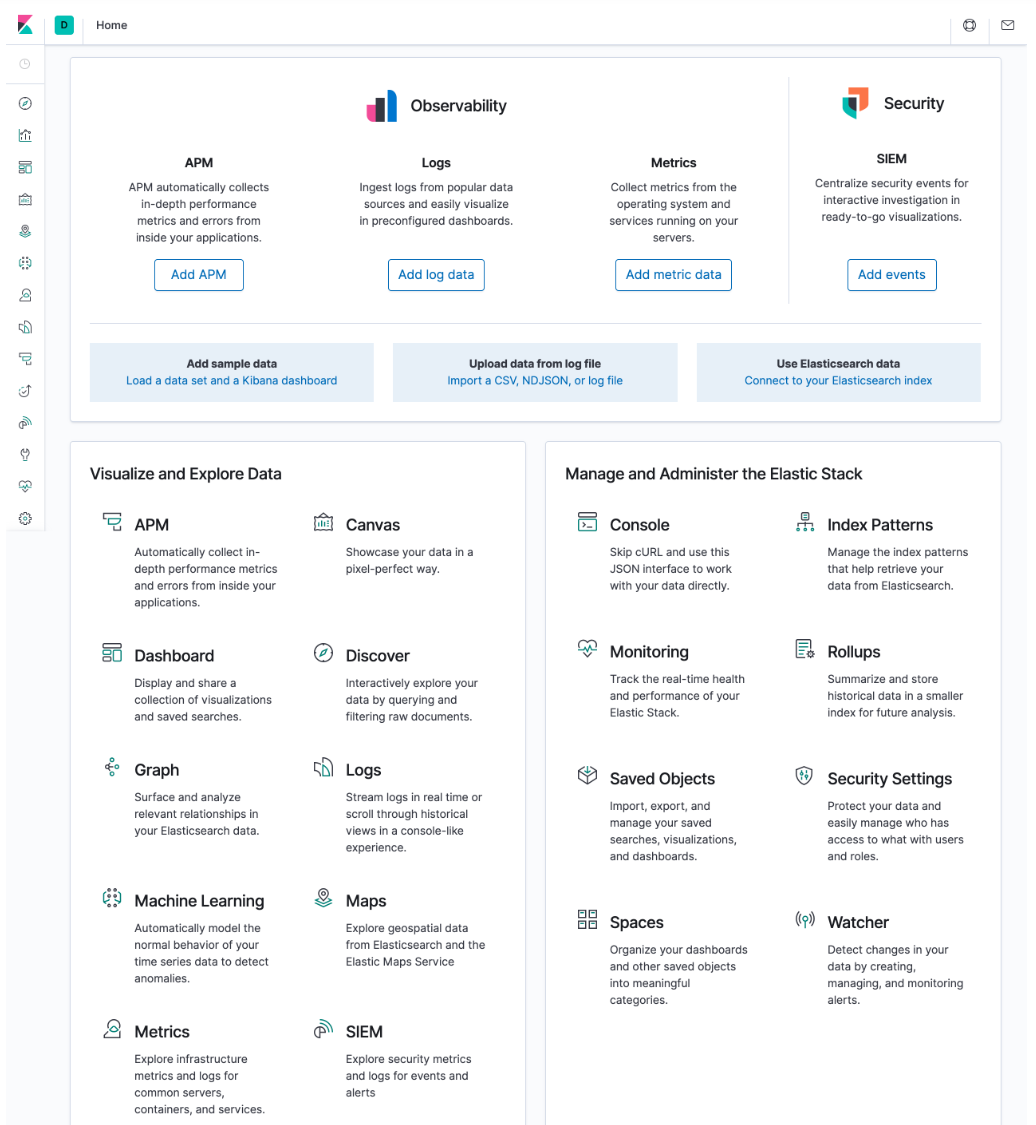 D Home
Observability
APM
APM automatically collects
in-depth performance
metrics and errors from
inside your applications.
Add APM
Logs
Ingest logs from popular data
sources and easily visualize
in preconfigured dashboards.
Add log data
Metrics
Collect metrics from the
operating system and
services running on your
servers.
Add metric data
Security
SIEM
Centralize security events for
interactive investigation in
ready-to-go visualizations.
Add events
Add sample data
Load a data set and a Kibana dashboard
Upload data from log file
Import a CSV, NDJSON, or log file
Use Elasticsearch data
Connect to your Elasticsearch index
Visualize and Explore Data
APM
Automatically collect in-
depth performance metrics
and errors from inside your
applications.
Canvas
Showcase your data in a
pixel-perfect way.
Dashboard
Display and share a
collection of visualizations
and saved searches.
Discover
Interactively explore your
data by querying and
filtering raw documents.
Graph
Surface and analyze
relevant relationships in
your Elasticsearch data.
Logs
Stream logs in real time or
scroll through historical
views in a console-like
experience.
Machine Learning
Automatically model the
normal behavior of your
time series data to detect
anomalies.
Maps
Explore geospatial data
from Elasticsearch and the
Elastic Maps Service
Metrics
Explore infrastructure
metrics and logs for
common servers,
containers, and services.
SIEM
Explore security metrics
and logs for events and
alerts
Manage and Administer the Elastic Stack
Console
Skip cURL and use this
JSON interface to work
with your data directly.
Index Patterns
Manage the index patterns
that help retrieve your
data from Elasticsearch.
Monitoring
Track the real-time health
and performance of your
Elastic Stack.
Rollups
Summarize and store
historical data in a smaller
index for future analysis.
Saved Objects
Import, export, and
manage your saved
searches, visualizations,
and dashboards.
Security Settings
Protect your data and
easily manage who has
access to what with users
and roles.
Spaces
Organize your dashboards
and other saved objects
into meaningful
categories.
Watcher
Detect changes in your
data by creating,
managing, and monitoring
alerts.